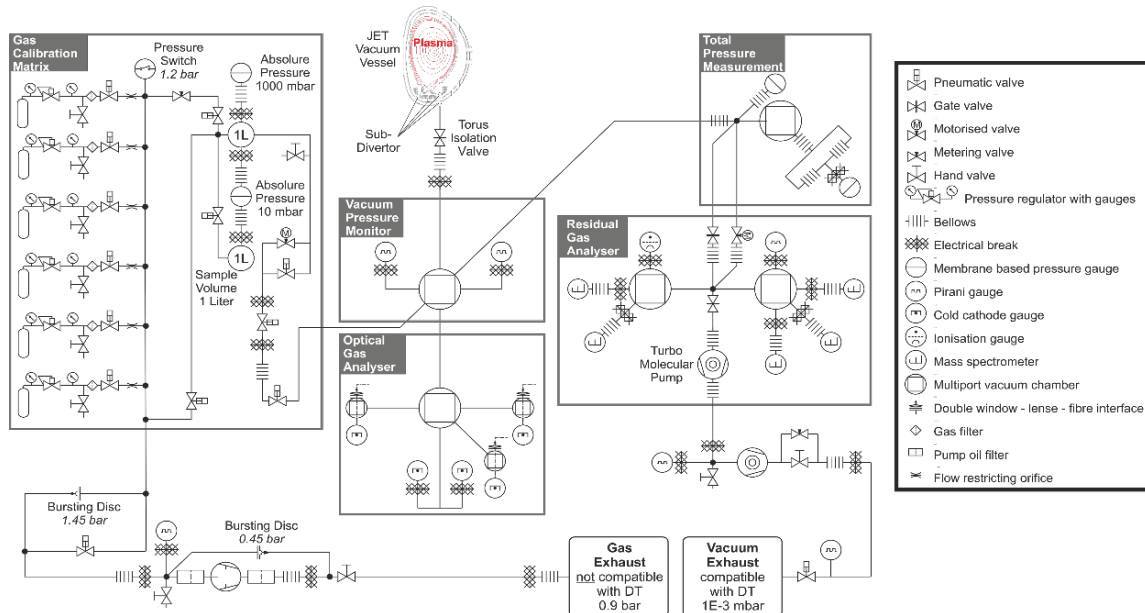 Gas
Calibration
Matrix
Pressure
Switch
1.2 bar
Absolute
Pressure
1000 mbar
1L
Absolure
Pressure
10 mbar
1L
Sample
Volume
1 Liter
JET
Vacuum
Vessel
Plasma
Sub-
Divertor
Torus
Isolation
Valve
Vacuum
Pressure
Monitor
Optical
Gas
Analyser
Total
Pressure
Measurement
M
Residual
Gas
Analyser
M
Turbo
Molecular
Pump
Bursting Disc
1.45 bar
Bursting Disc
0.45 bar
Gas
Exhaust
not compatible
with DT
0.9 bar
Vacuum
Exhaust
compatible
with DT
1E-3 mbar
Pneumatic valve
Gate valve
M
Motorised valve
Metering valve
Hand valve
Pressure regulator with gauges
Bellows
Electrical break
Membrane based pressure gauge
Pirani gauge
Cold cathode gauge
Ionisation gauge
Mass spectrometer
Multiport vacuum chamber
Double window - lense - fibre interface
Gas filter
Pump oil filter
Flow restricting orifice